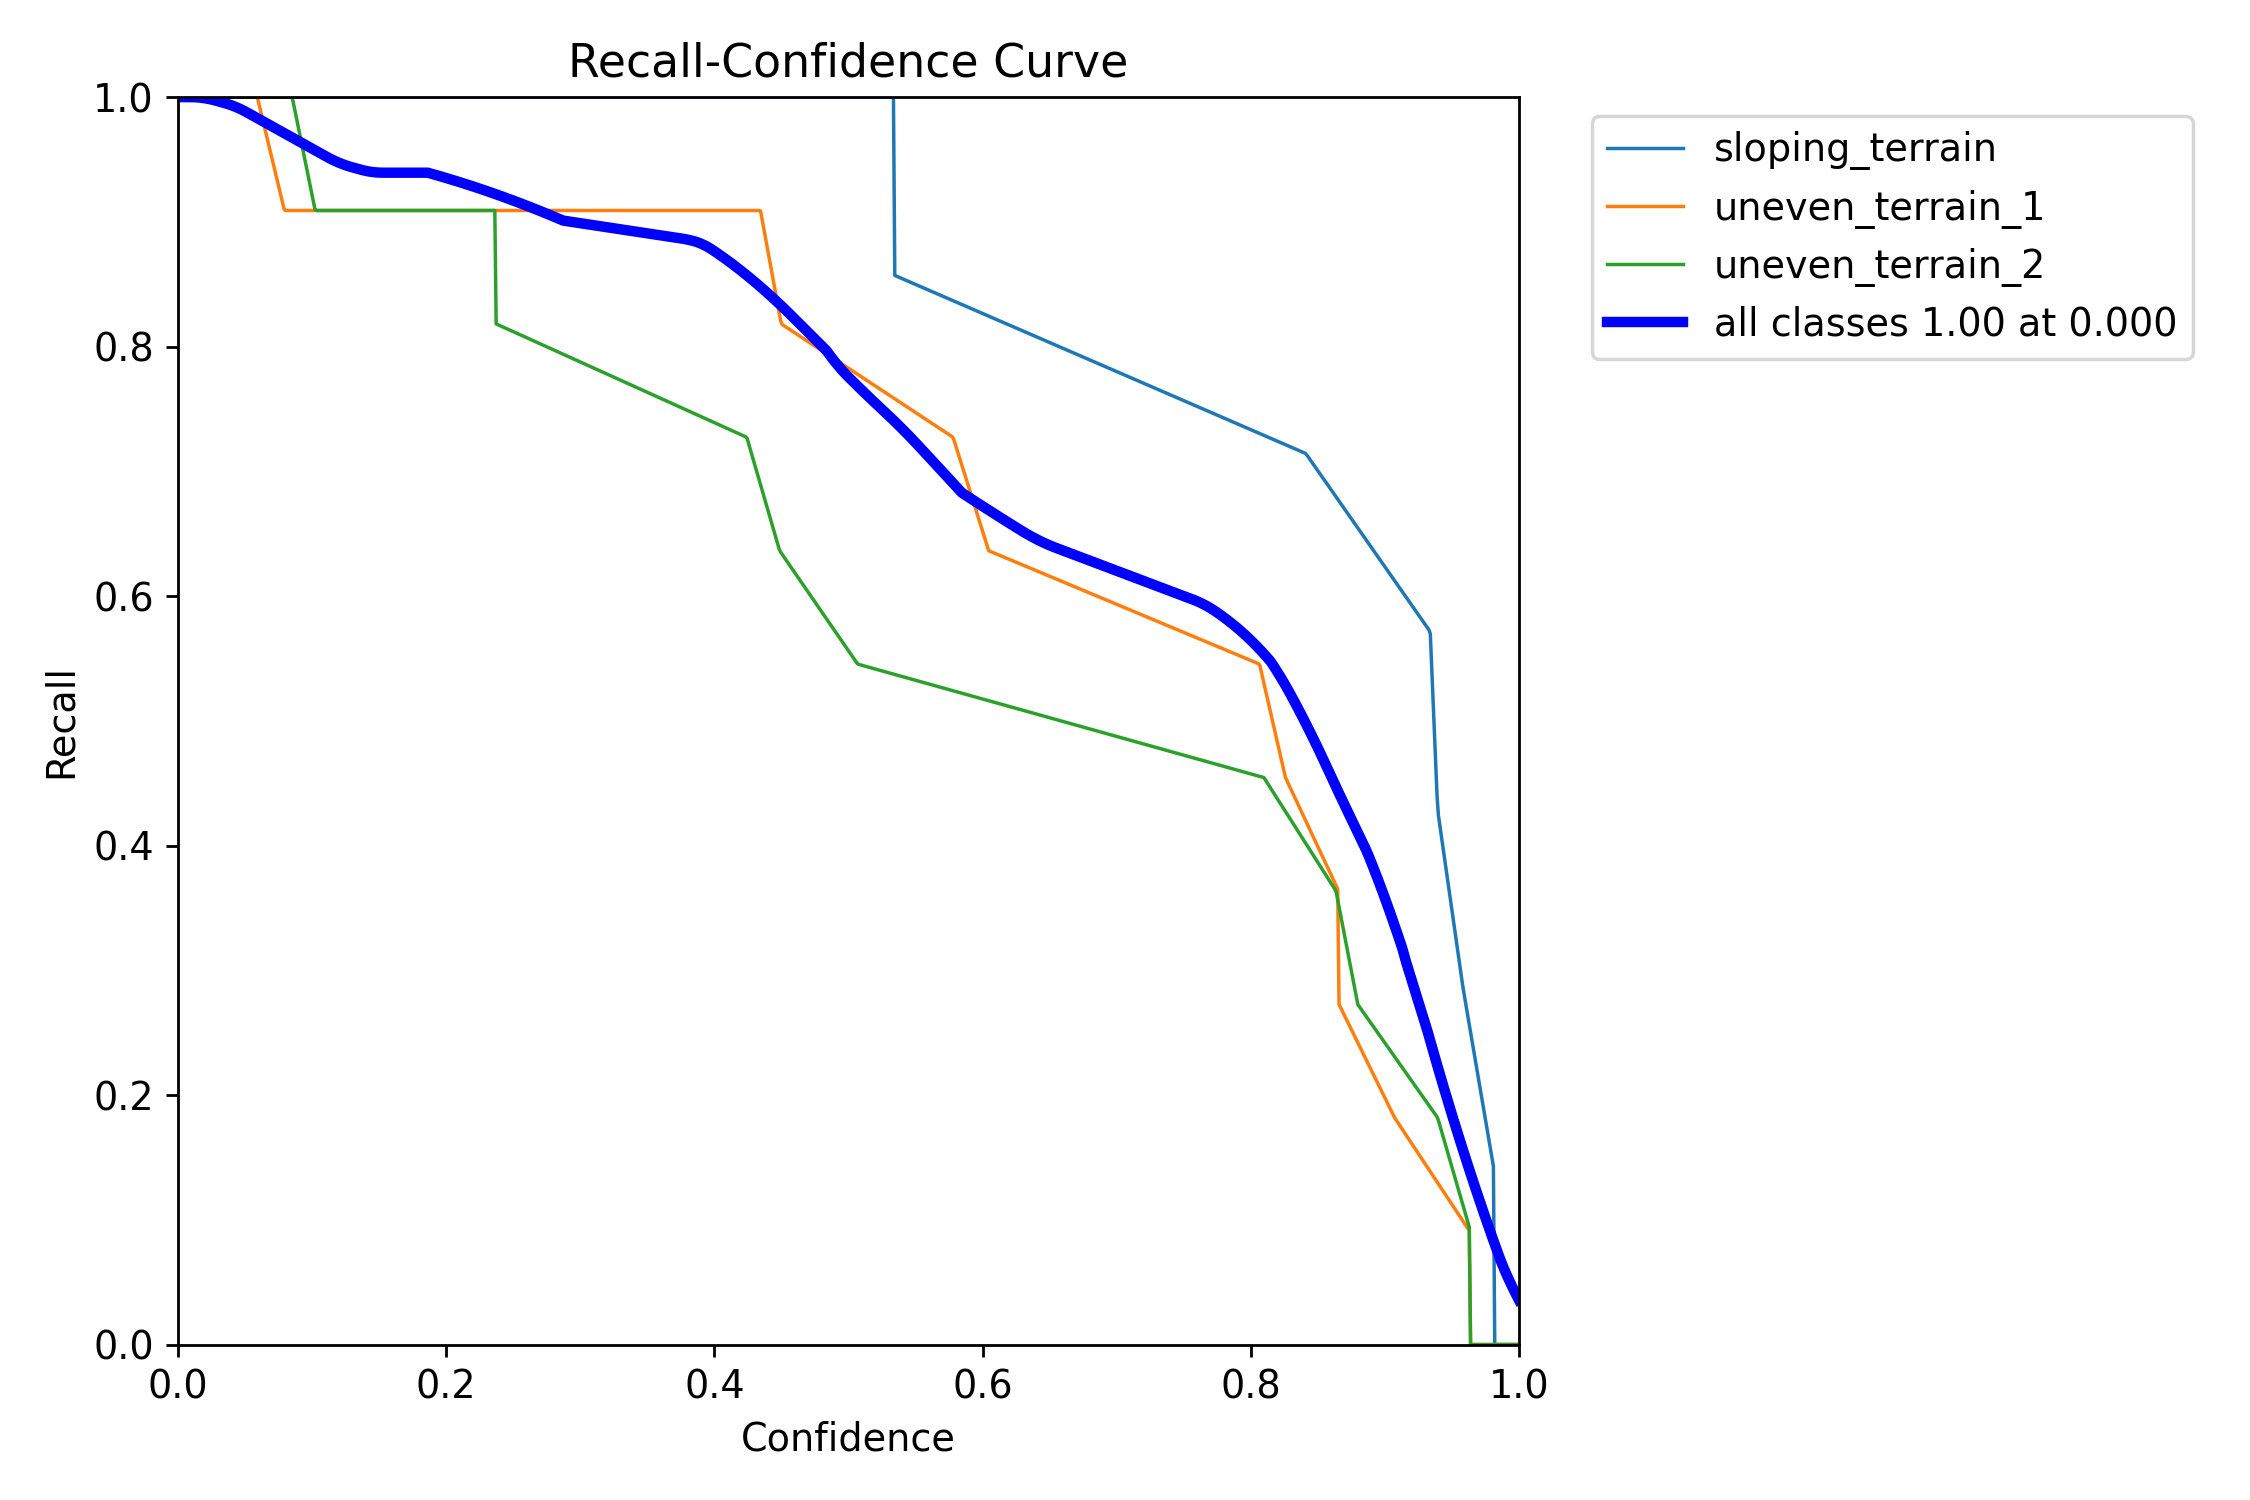 Recall-Confidence Curve
1.0
0.8
0.6
0.4
0.2
0.0
Recall
0.0 0.2 0.4 0.6 0.8 1.0
Confidence
sloping_terrain
uneven_terrain_1
uneven_terrain_2
all classes 1.00 at 0.000